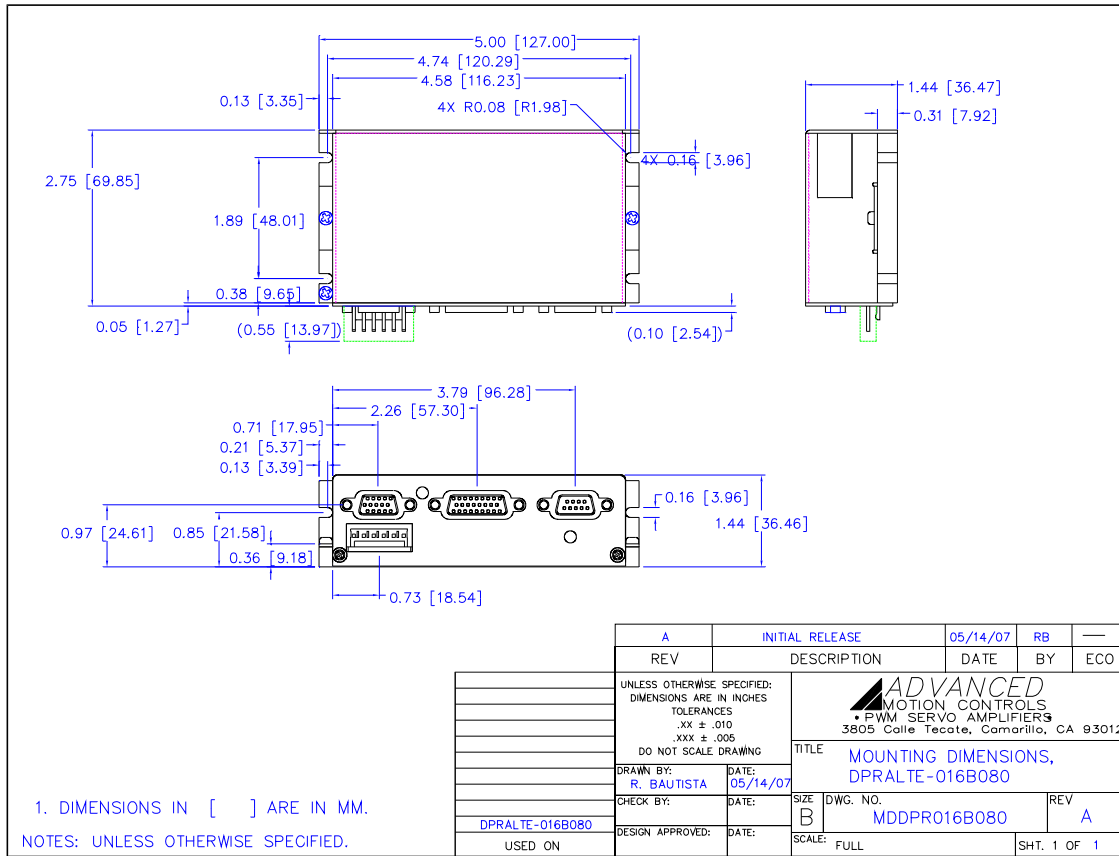 5.00 [127.00]
4.74 [120.29]
4.58 [116.23]
0.13 [3.35]
4X R0.08 [R1.98]
1.44 [36.47]
0.31 [7.92]
4X 0.16 [3.96]
2.75 [69.85]
1.89 [48.01]
0.38 [9.65]
0.05 [1.27]
(0.55 [13.97])
(0.10 [2.54])
3.79 [96.28]
2.26 [57.30]
0.71 [17.95]
0.21 [5.37]
0.13 [3.39]
0.16 [3.96]
0.97 [24.61]
0.85 [21.58]
1.44 [36.46]
0.36 [9.18]
0.73 [18.54]
A INITIAL RELEASE 05/14/07 RB —
REV DESCRIPTION DATE BY ECO
UNLESS OTHERWISE SPECIFIED:
DIMENSIONS ARE IN INCHES
TOLERANCES
.XX ± .010
.XXX ± .005
DO NOT SCALE DRAWING
ADVANCED
MOTION CONTROLS
• PWM SERVO AMPLIFIERS
3805 Calle Tecate, Camarillo, CA 93012
TITLE
MOUNTING DIMENSIONS,
DPRALTE-016B080
DRAWN BY:
R. BAUTISTA
DATE:
05/14/07
CHECK BY:
DATE:
SIZE
B
DWG. NO.
MDDPR016B080
REV
A
DESIGN APPROVED:
DATE:
SCALE: FULL
SHT. 1 OF 1
DPRALTE-016B080
USED ON
1. DIMENSIONS IN [ ] ARE IN MM.
NOTES: UNLESS OTHERWISE SPECIFIED.